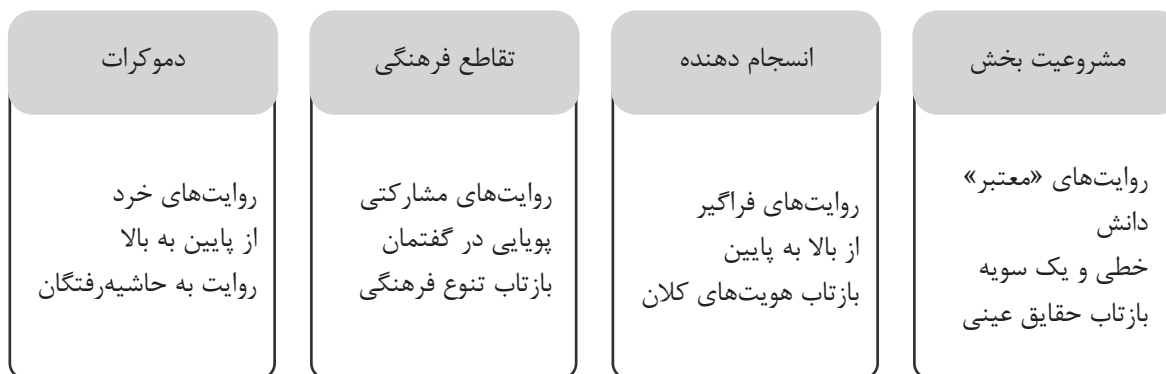 مشروعیت بخش
روایت‌های «معتبر»
دانش
خطی و یک سویه
بازتاب حقایق عینی
انسجام دهنده
روایت‌های فراگیر
از بالا به پایین
بازتاب هویت‌های کلان
تقاطع فرهنگی
روایت‌های مشارکتی
پویایی در گفتمان
بازتاب تنوع فرهنگی
دموکرات
روایت‌های خرد
از پایین به بالا
روایت به حاشیه‌رفتگان